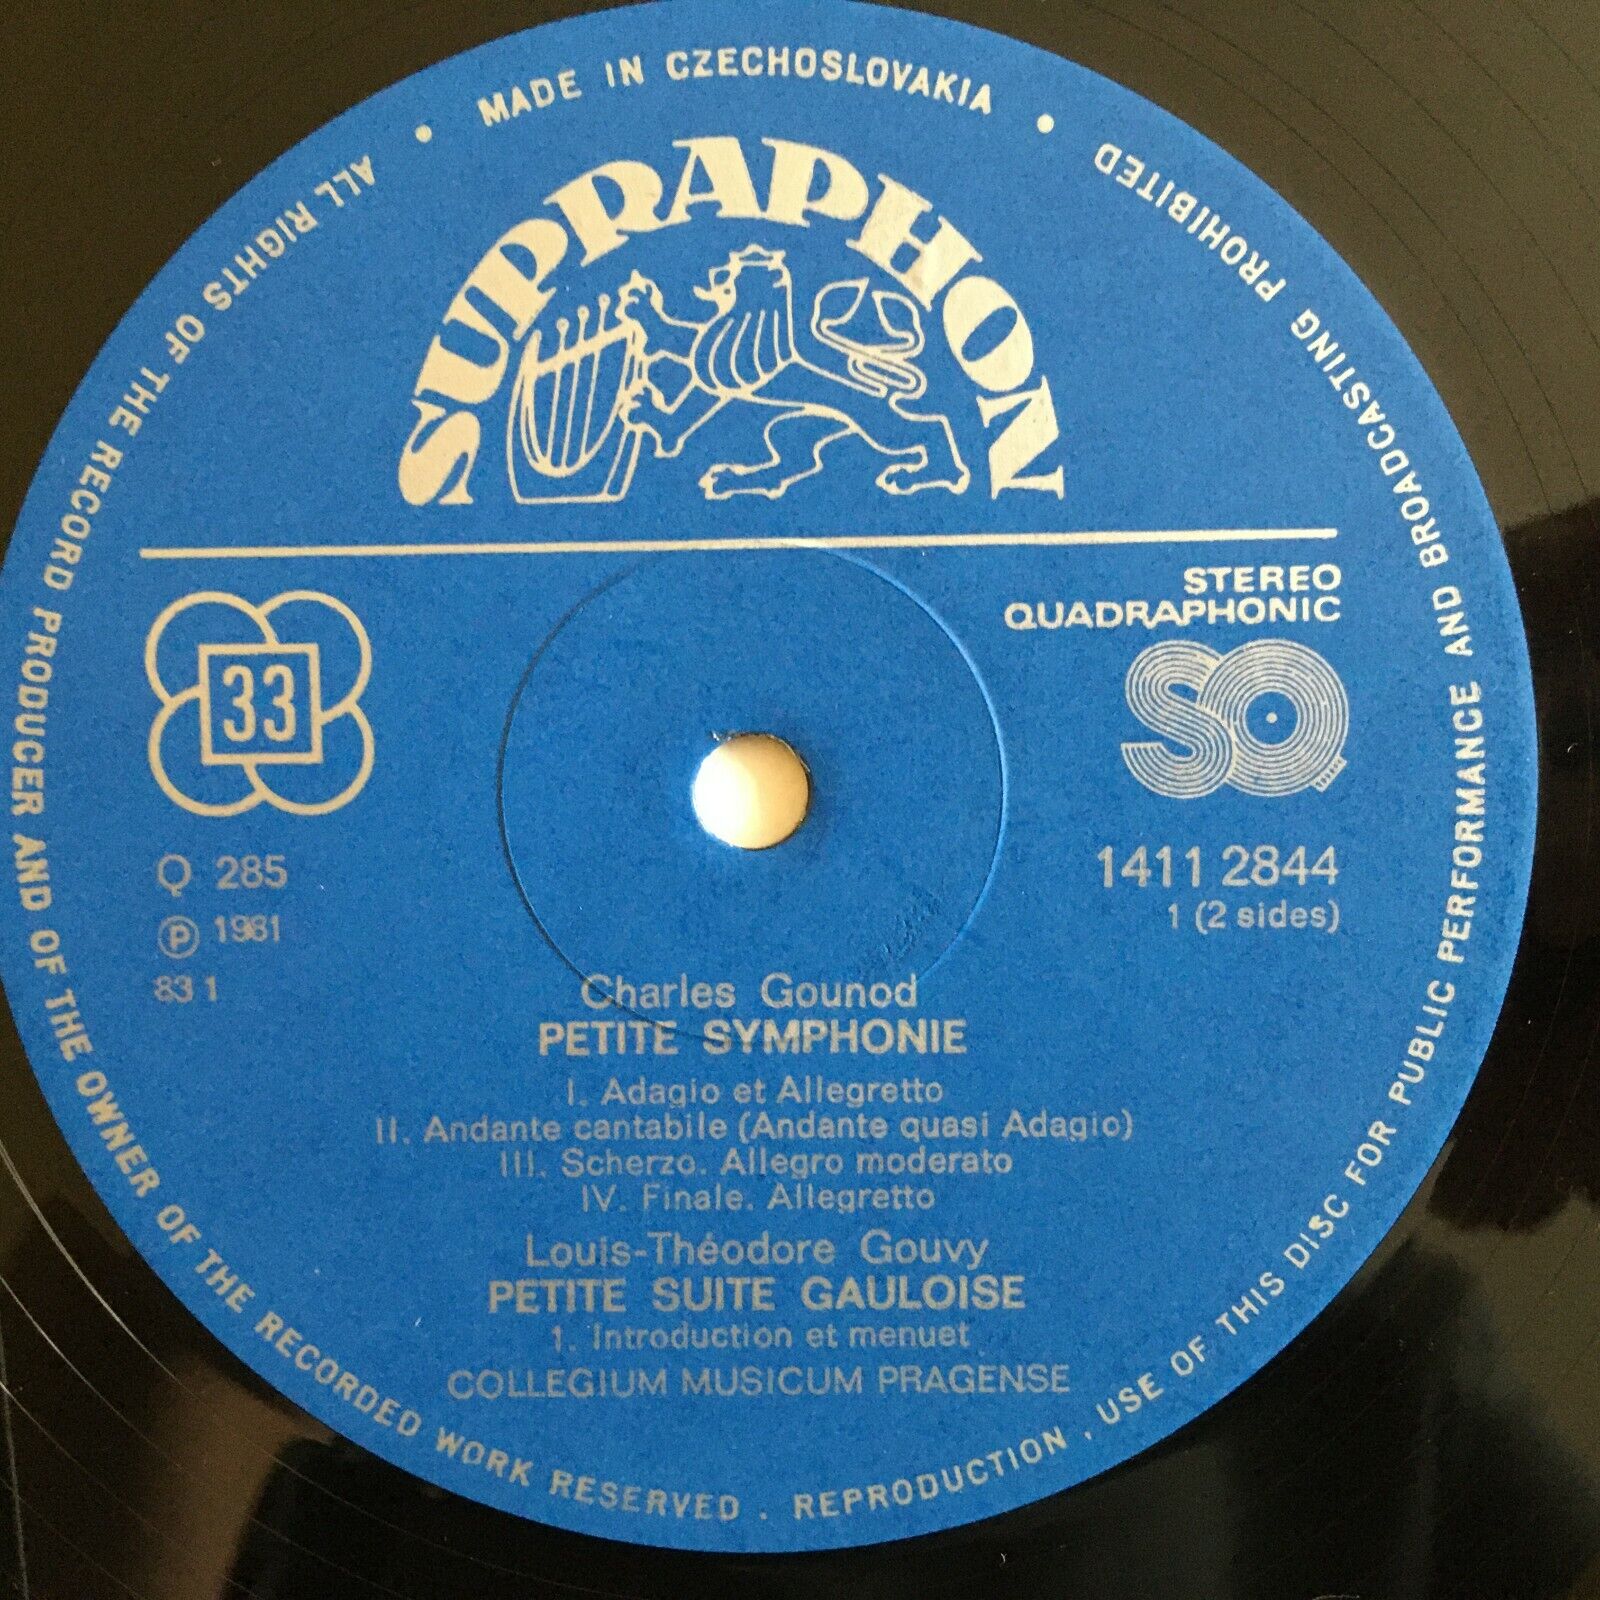 MADE IN CZECHOSLOVAKIA •
ALL RIGHTS OF THE RECORD PRODUCER AND OF THE OWNER OF THE RECORDED WORK RESERVED . REPRODUCTION , USE OF THIS DISC FOR PUBLIC PERFORMANCE AND BROADCASTING PROHIBITED •
SUPRAPHON
STEREO
QUADRAPHONIC
33
SQ
Q 285
1411 2844
Ⓟ 1981
1 (2 sides)
83 1
Charles Gounod
PETITE SYMPHONIE
I. Adagio et Allegretto
II. Andante cantabile (Andante quasi Adagio)
III. Scherzo. Allegro moderato
IV. Finale. Allegretto
Louis-Théodore Gouvy
PETITE SUITE GAULOISE
1. Introduction et menuet
COLLEGIUM MUSICUM PRAGENSE